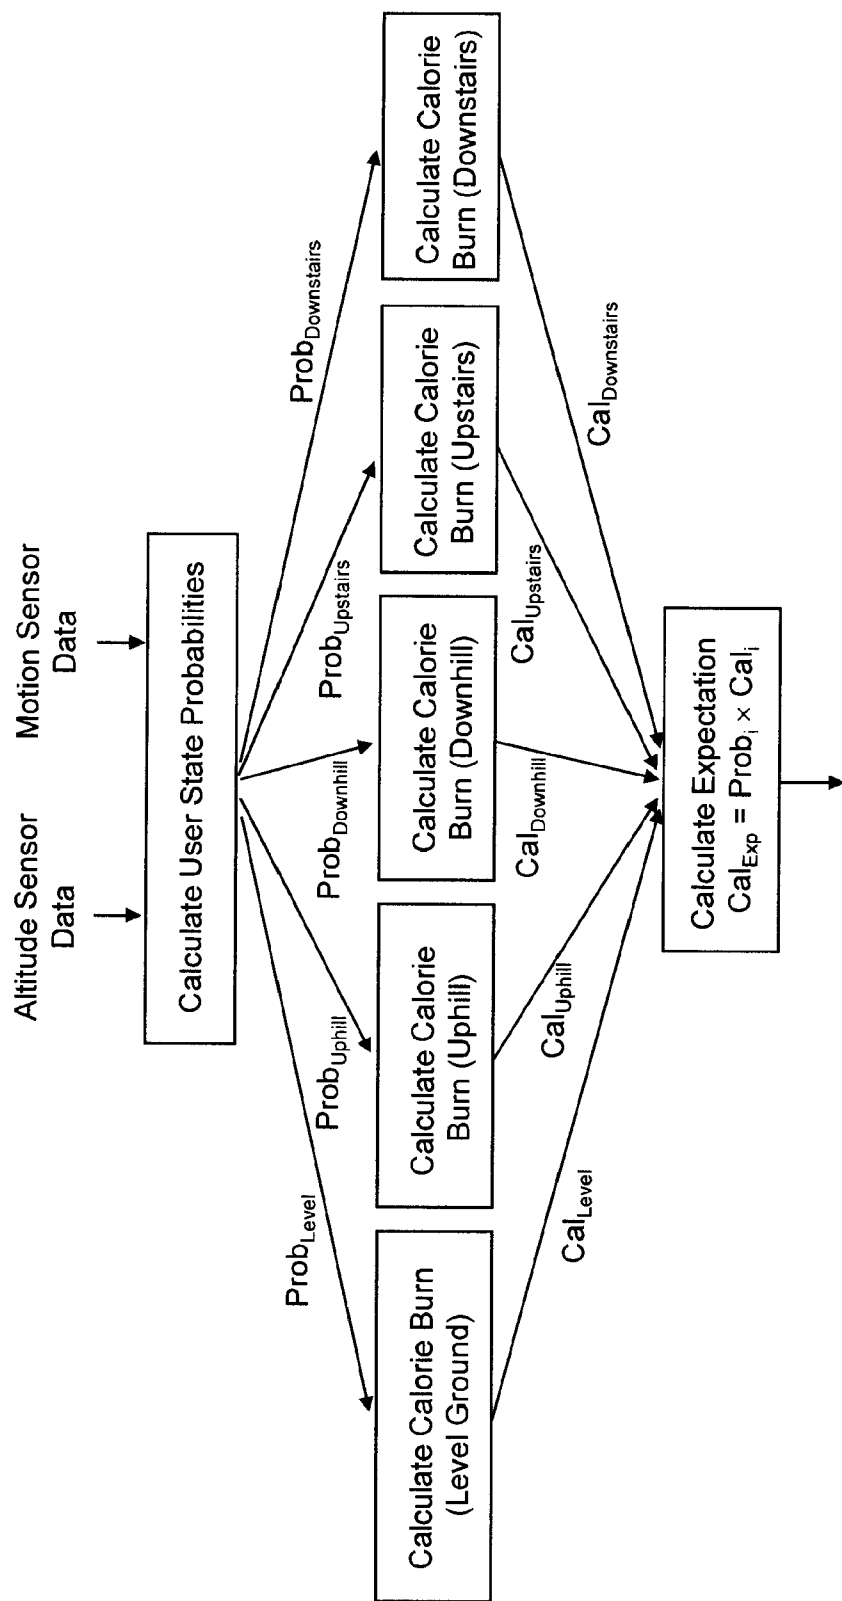 Altitude Sensor
Data
Motion Sensor
Data
Calculate User State Probabilities
Prob_Level
Prob_Uphill
Prob_Downhill
Prob_Upstairs
Prob_Downstairs
Calculate Calorie Burn
(Level Ground)
Calculate Calorie
Burn (Uphill)
Calculate Calorie
Burn (Downhill)
Calculate Calorie
Burn (Upstairs)
Calculate Calorie
Burn (Downstairs)
Cal_Level
Cal_Uphill
Cal_Downhill
Cal_Upstairs
Cal_Downstairs
Calculate Expectation
Cal_Exp = Prob_i × Cal_i